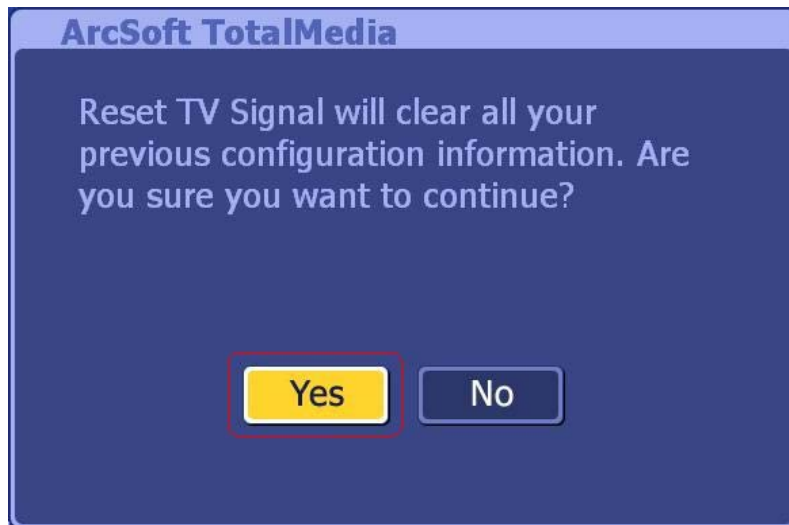 ArcSoft TotalMedia
Reset TV Signal will clear all your
previous configuration information. Are
you sure you want to continue?
Yes No